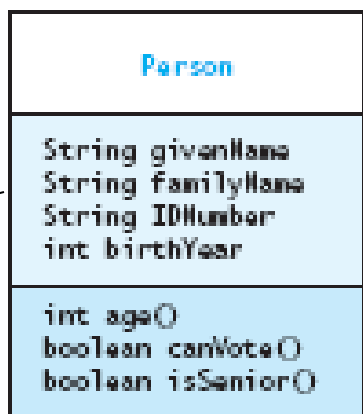 Person
String givenName
String familyName
String IDNumber
int birthYear
int age()
boolean canVote()
boolean isSenior()